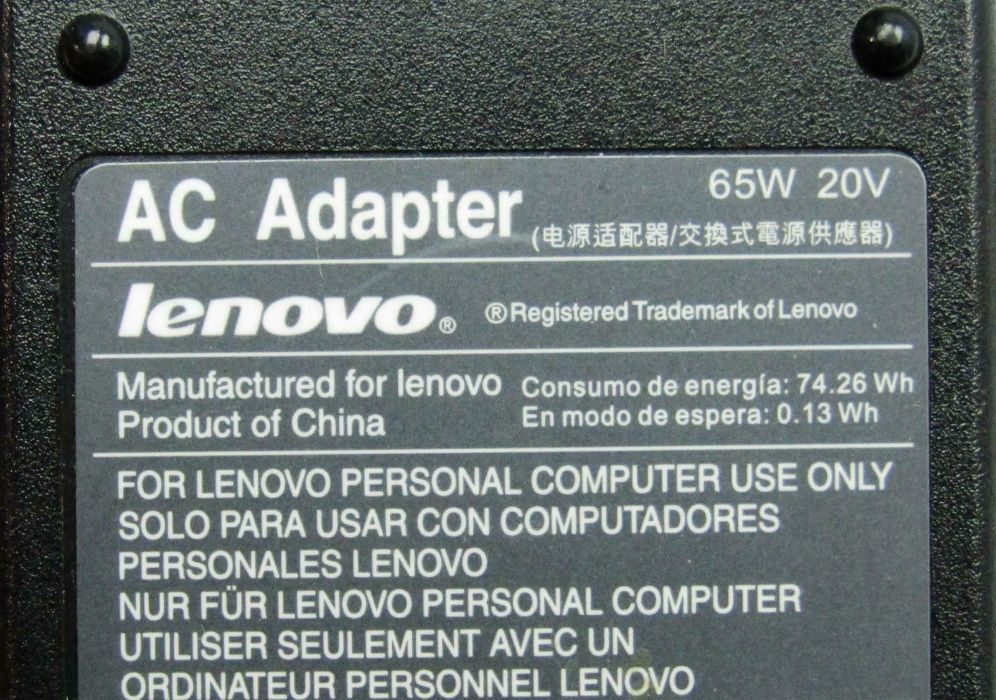 AC Adapter 65W 20V
(电源适配器/交換式電源供應器)
lenovo® ®Registered Trademark of Lenovo
Manufactured for lenovo Consumo de energía: 74.26 Wh
Product of China En modo de espera: 0.13 Wh
FOR LENOVO PERSONAL COMPUTER USE ONLY
SOLO PARA USAR CON COMPUTADORES
PERSONALES LENOVO
NUR FÜR LENOVO PERSONAL COMPUTER
UTILISER SEULEMENT AVEC UN
ORDINATEUR PERSONNEL LENOVO